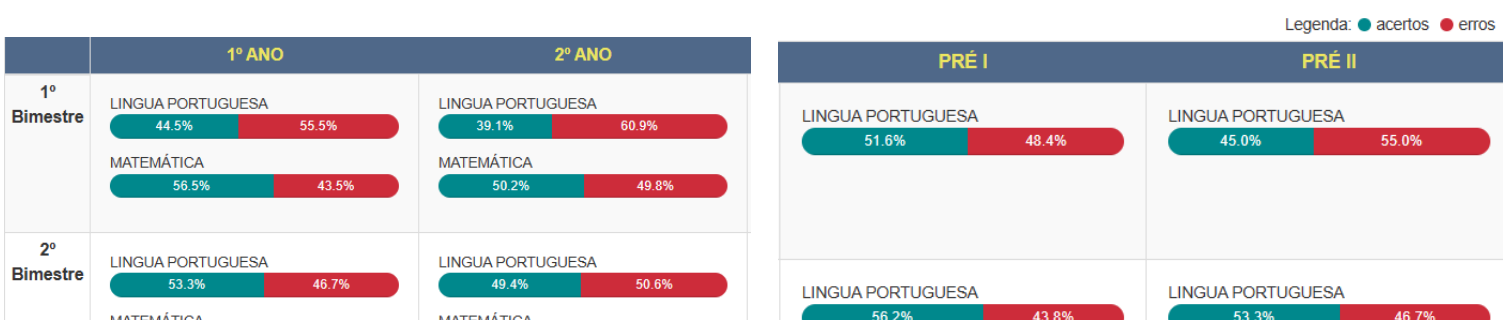 Legenda: acertos erros
1º ANO 2º ANO
PRÉ I PRÉ II
1º
Bimestre
LINGUA PORTUGUESA
44.5% 55.5%
MATEMÁTICA
56.5% 43.5%
LINGUA PORTUGUESA
39.1% 60.9%
MATEMÁTICA
50.2% 49.8%
LINGUA PORTUGUESA
51.6% 48.4%
LINGUA PORTUGUESA
45.0% 55.0%
2º
Bimestre
LINGUA PORTUGUESA
53.3% 46.7%
MATEMÁTICA
LINGUA PORTUGUESA
49.4% 50.6%
MATEMÁTICA
LINGUA PORTUGUESA
56.2% 43.8%
LINGUA PORTUGUESA
53.3% 46.7%